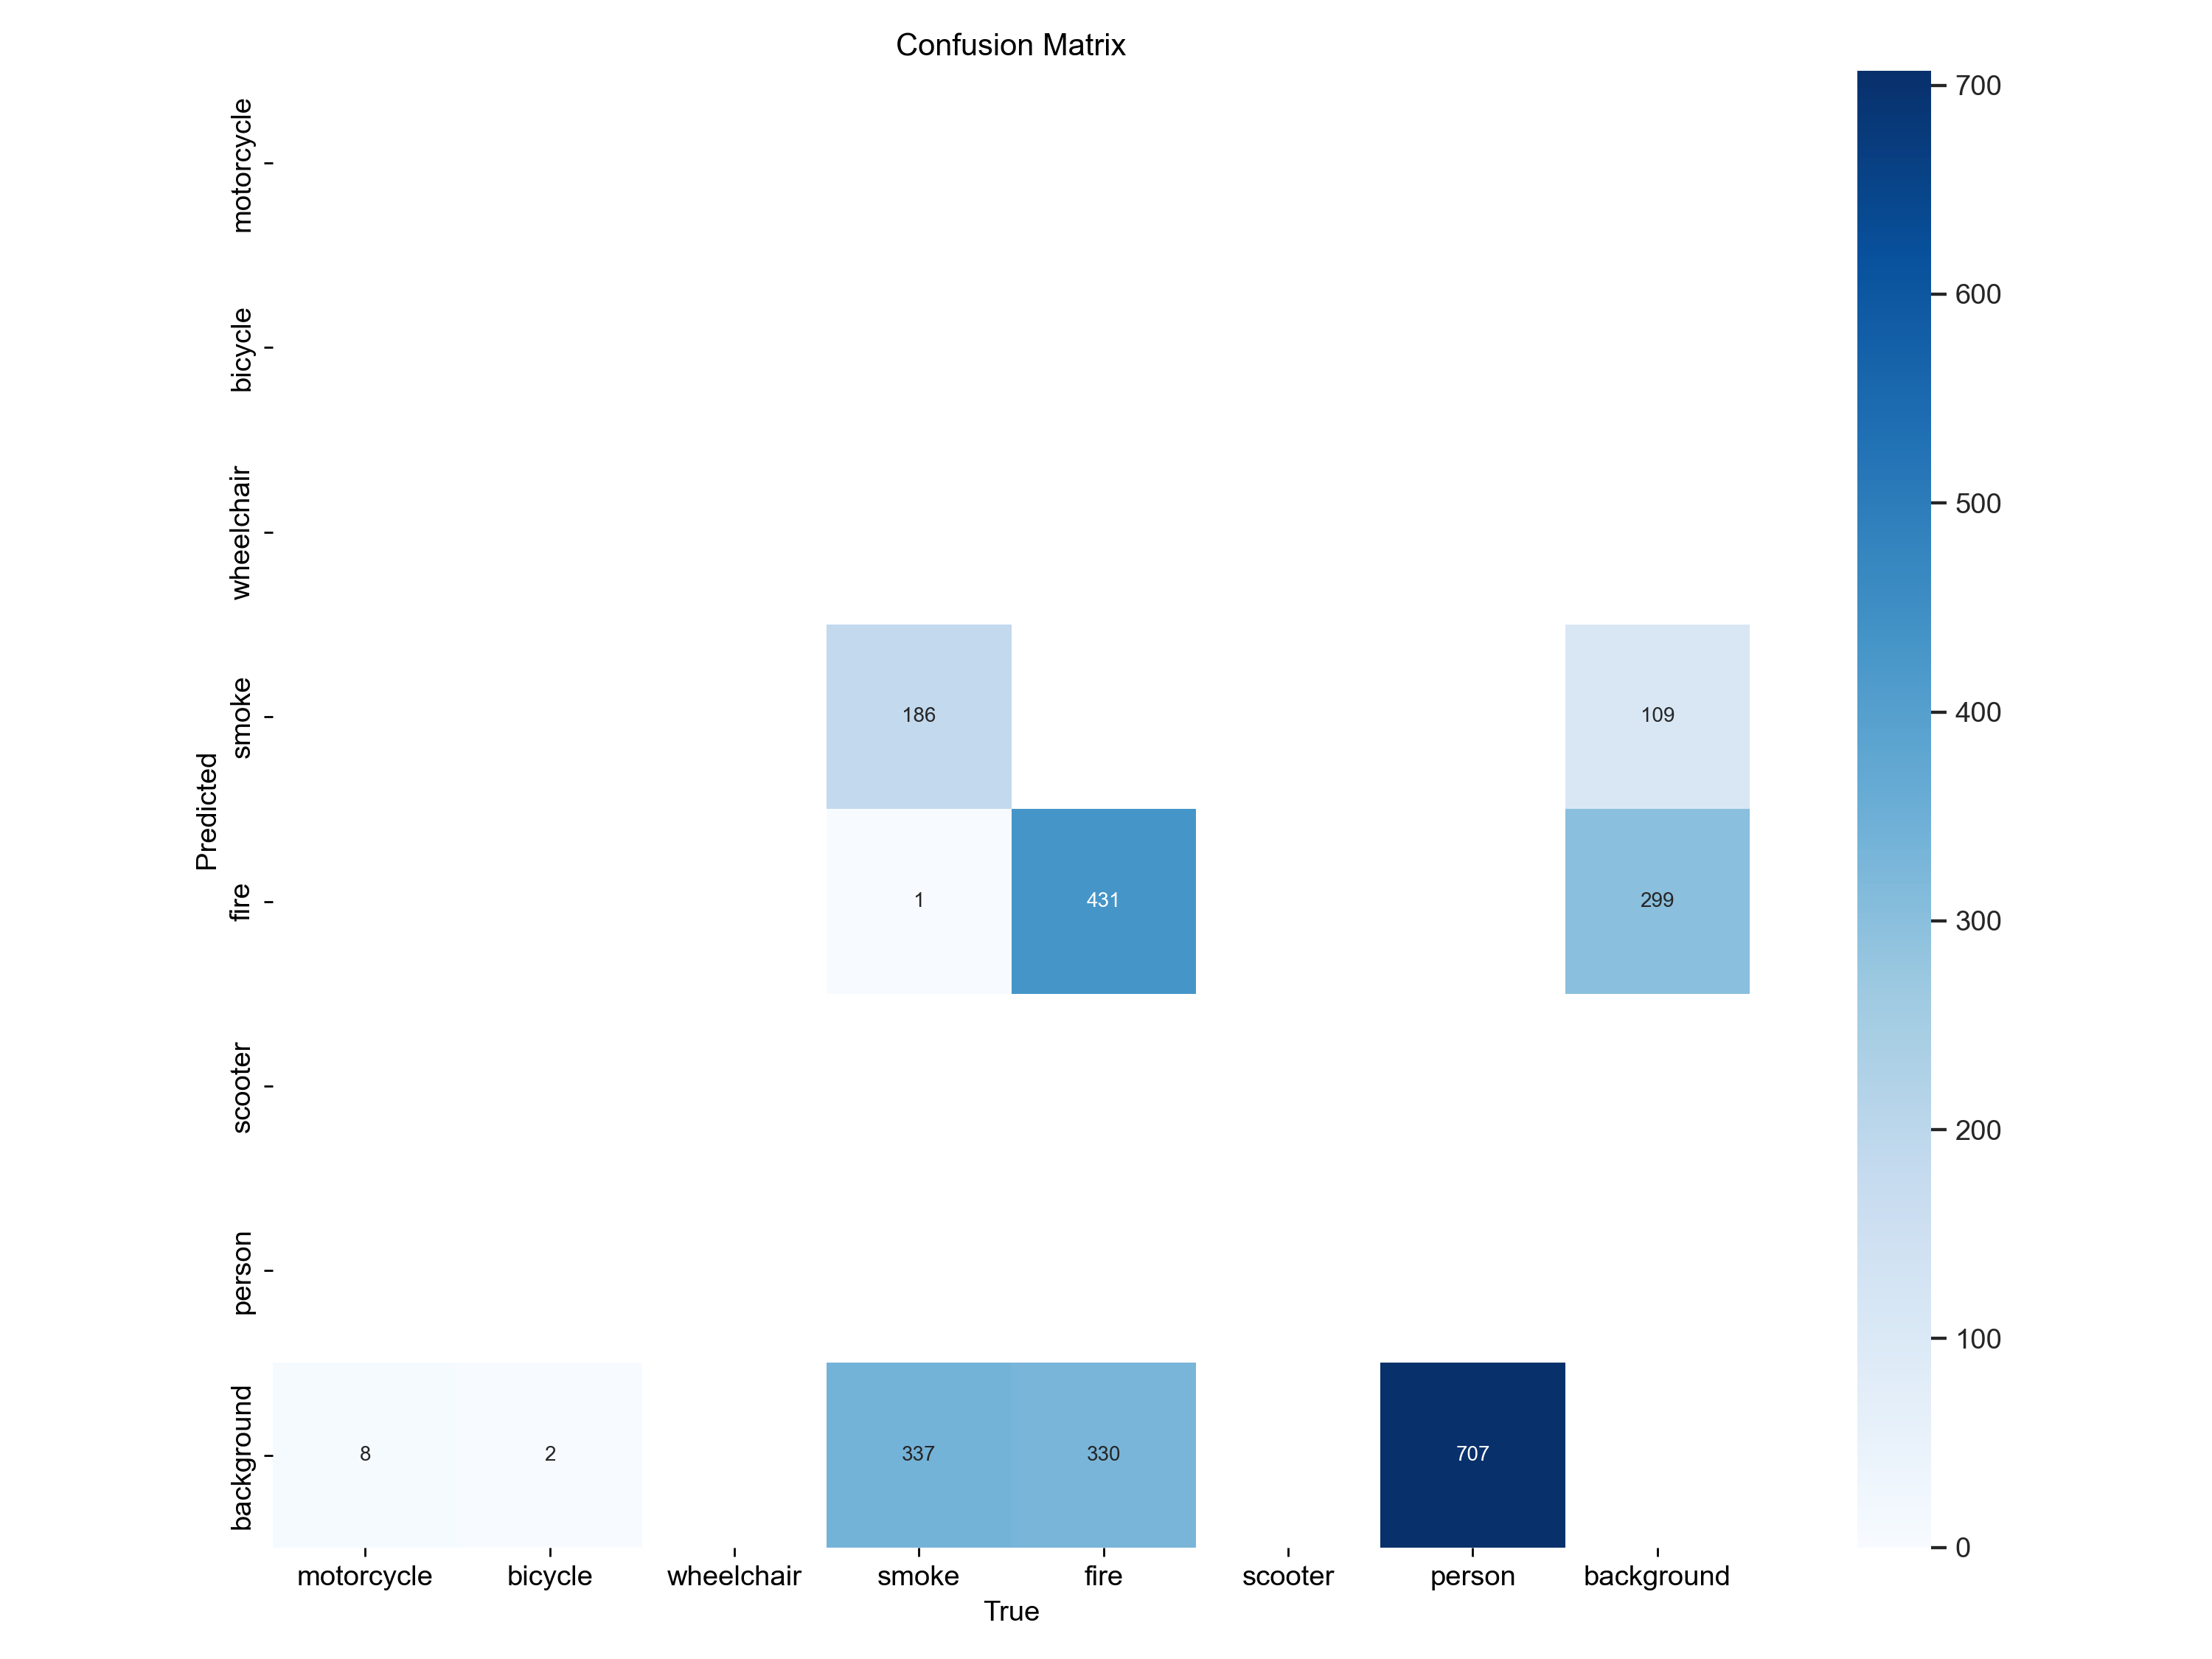 Confusion Matrix
motorcycle
bicycle
wheelchair
smoke
fire
scooter
person
background
Predicted
186 109
1 431 299
8 2 337 330 707
motorcycle bicycle wheelchair smoke fire scooter person background
True
700
600
500
400
300
200
100
0